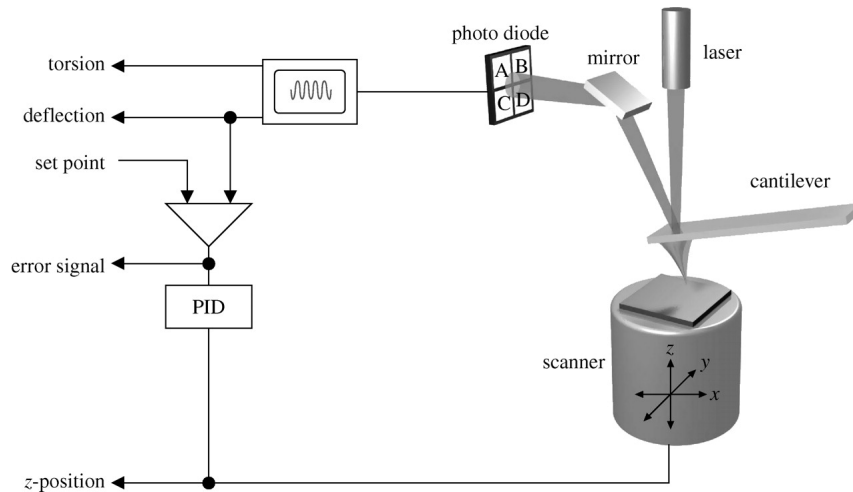 photo diode
mirror
laser
A B
C D
torsion
deflection
set point
cantilever
error signal
PID
scanner
z
y
x
z-position